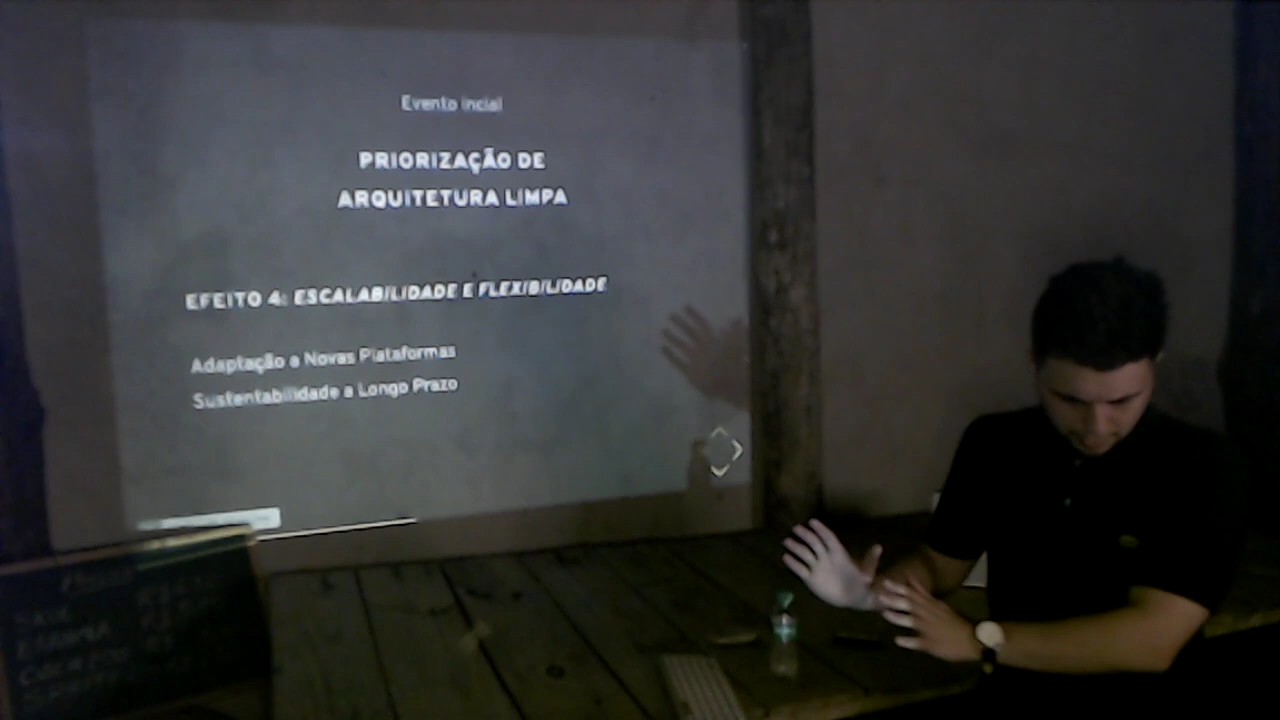 Evento incial
PRIORIZAÇÃO DE
ARQUITETURA LIMPA
EFEITO 4: ESCALABILIDADE E FLEXIBILIDADE
Adaptação a Novas Plataformas
Sustentabilidade a Longo Prazo